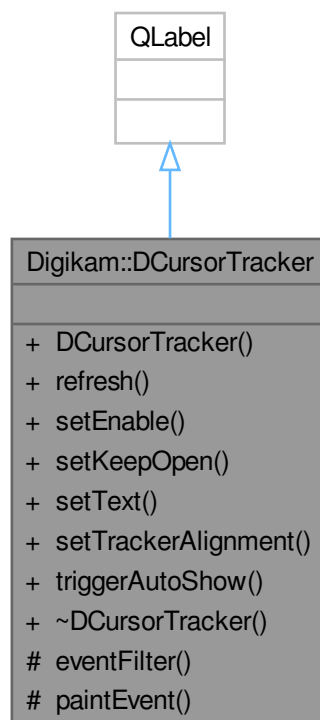 QLabel
Digikam::DCursorTracker
+ DCursorTracker()
+ refresh()
+ setEnable()
+ setKeepOpen()
+ setText()
+ setTrackerAlignment()
+ triggerAutoShow()
+ ~DCursorTracker()
# eventFilter()
# paintEvent()